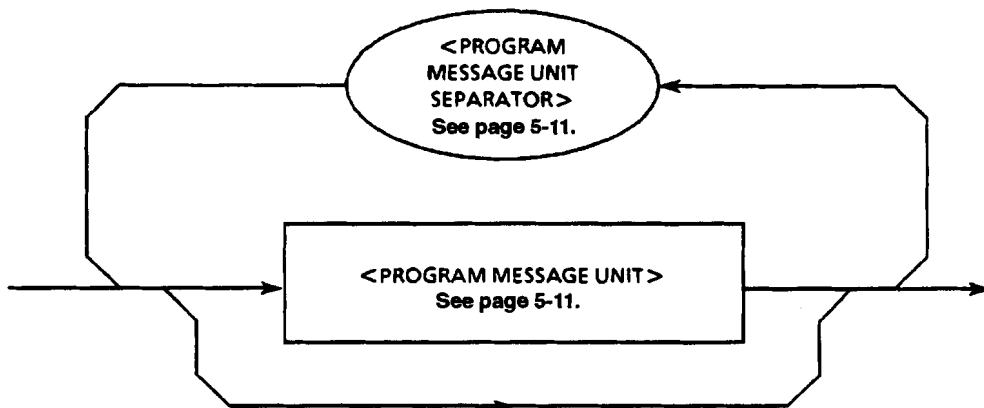 <PROGRAM
MESSAGE UNIT
SEPARATOR>
See page 5-11.
<PROGRAM MESSAGE UNIT>
See page 5-11.